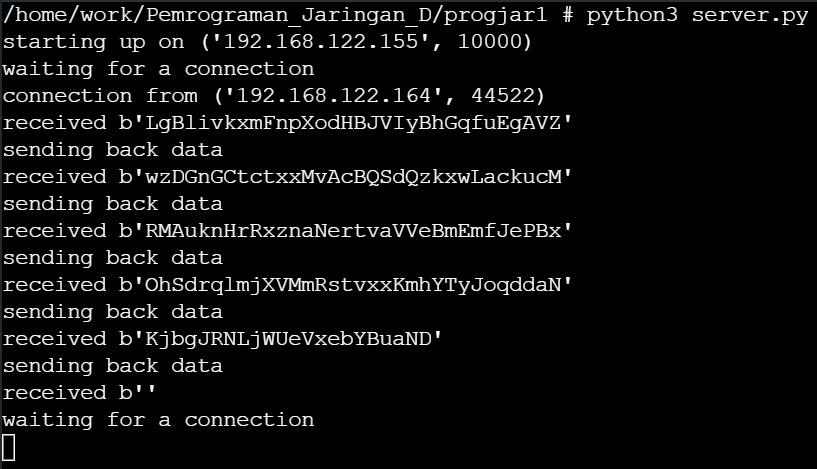 /home/work/Pemrograman_Jaringan_D/progjar1 # python3 server.py
starting up on ('192.168.122.155', 10000)
waiting for a connection
connection from ('192.168.122.164', 44522)
received b'LgBlivkxmFnpXodHBJVIyBhGqfuEgAVZ'
sending back data
received b'wzDGnGCtctxxMvAcBQSdQzkxwLackucM'
sending back data
received b'RMAuknHrRxznaNertvaVVeBmEmfJePBx'
sending back data
received b'OhSdrqlmjXVMmRstvxxKmhYTyJoqddaN'
sending back data
received b'KjbgJRNLjWUeVxebYBuaND'
sending back data
received b''
waiting for a connection